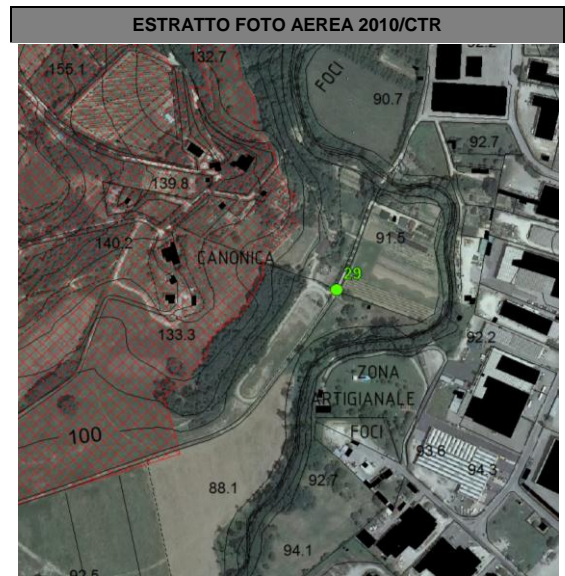 ESTRATTO FOTO AEREA 2010/CTR
132.7
155.1
FOCI
90.7
92.7
139.8
140.2
91.5
CANONICA
29
133.3
92.2
ZONA
ARTIGIANALE
100
FOCI
93.6
94.3
88.1
92.7
94.1